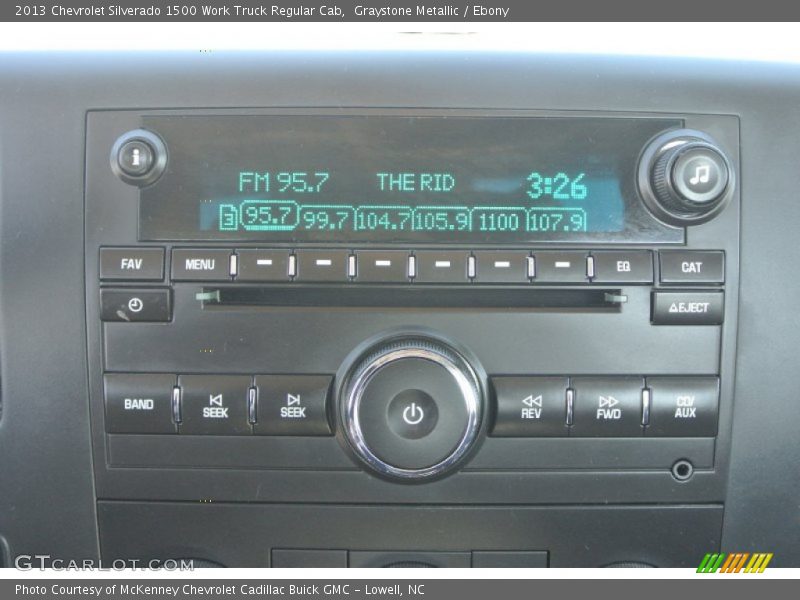 2013 Chevrolet Silverado 1500 Work Truck Regular Cab, Graystone Metallic / Ebony
i
FM 95.7 THE RID 3:26
3 95.7 99.7 104.7 105.9 1100 107.9
FAV MENU EQ CAT
EJECT
BAND SEEK SEEK REV FWD CD/AUX
GTCARLOT.COM
Photo Courtesy of McKenney Chevrolet Cadillac Buick GMC – Lowell, NC